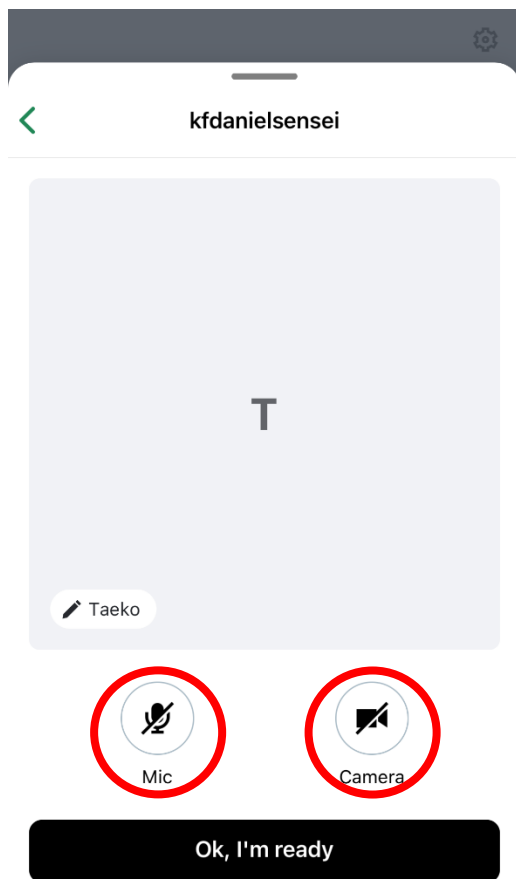 kfdanielsensei
T
Taeko
Mic
Camera
Ok, I'm ready